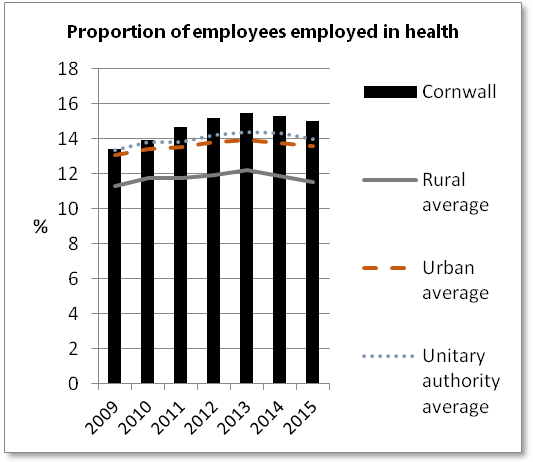 Proportion of employees employed in health
18
16
14
12
10
8
6
4
2
0
%
2009
2010
2011
2012
2013
2014
2015
Cornwall
Rural
average
Urban
average
Unitary
authority
average